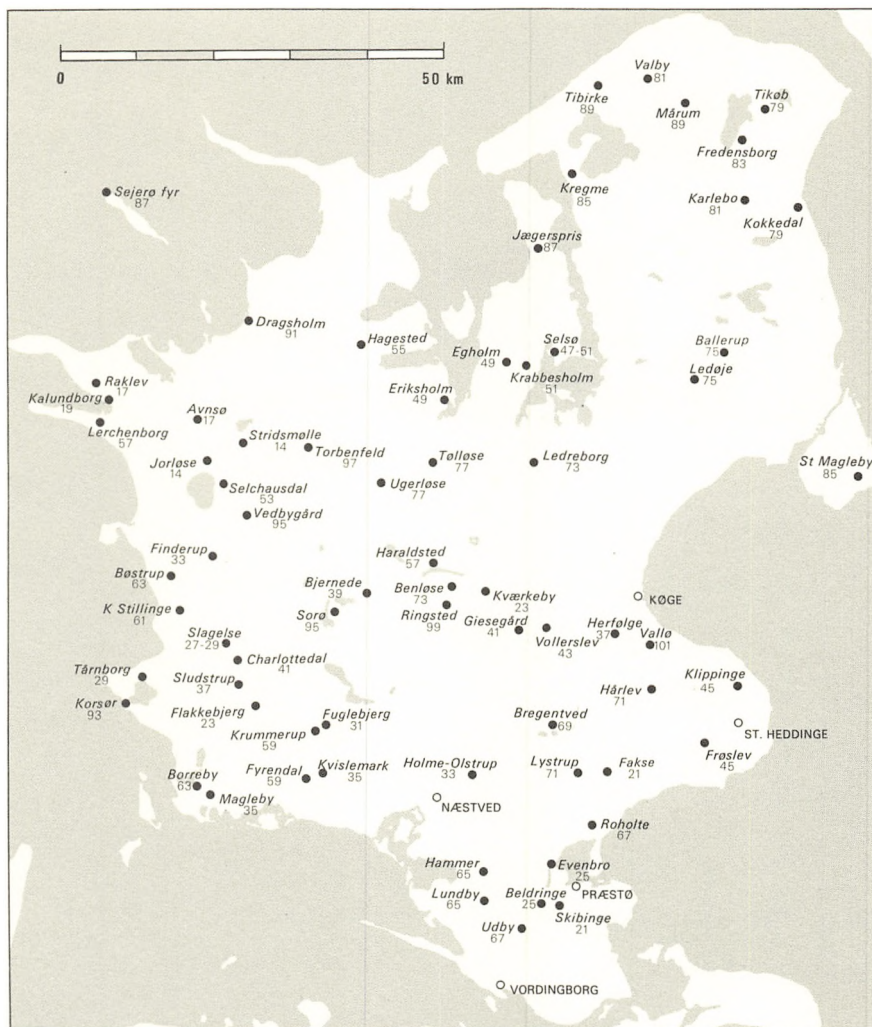 0
50 km
Valby
81
Tibirke
89
Mårum
89
Tikøb
79
Fredensborg
83
Kregme
85
Sejerø fyr
87
Karlebo
81
Kokkedal
79
Jægerspris
87
Dragsholm
91
Hagested
55
Egholm
49
Selsø
47-51
Krabbesholm
51
Ballerup
75
Ledøje
75
Raklev
17
Kalundborg
19
Lerchenborg
57
Avnsø
17
Eriksholm
49
Stridsmølle
14
Torbenfeld
97
Jorløse
14
Tølløse
77
Ledreborg
73
St Magleby
85
Selchausdal
53
Ugerløse
77
Vedbygård
95
Finderup
33
Haraldsted
57
Bøstrup
63
Bjernede
39
Benløse
73
Kværkeby
23
KØGE
K Stillinge
61
Sorø
95
Ringsted
99
Giesegård
41
Vollerslev
43
Herfølge
37
Vallø
101
Slagelse
27-29
Charlottedal
41
Tårnborg
29
Sludstrup
37
Klippinge
45
Hårlev
71
Korsør
93
Flakkebjerg
23
Fuglebjerg
31
Krummerup
59
Bregentved
69
ST. HEDDINGE
Frøslev
45
Borreby
63
Magleby
35
Fyrendal
59
Kvislemark
35
Holme-Olstrup
33
Lystrup
71
Fakse
21
NÆSTVED
Roholte
67
Hammer
65
Evenbro
25
Lundby
65
Beldringe
25
PRÆSTØ
Skibinge
21
Udby
67
VORDINGBORG